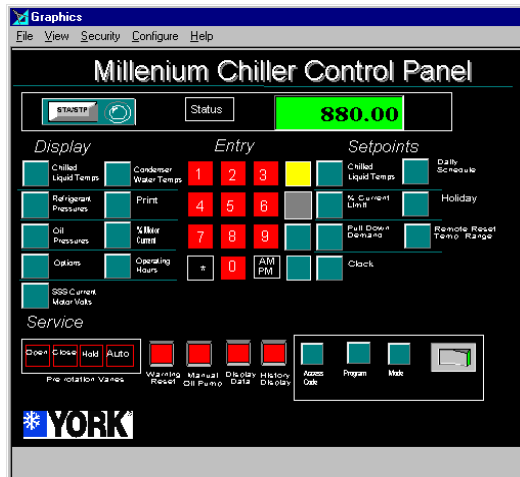 Graphics
File View Security Configure Help
Millenium Chiller Control Panel
STA/STP
Status
880.00
Display
Entry
Setpoints
Chilled
Liquid Temps
Condenser
Water Temps
1 2 3
Chilled
Liquid Temps
Daily
Schedule
Refrigerant
Pressures
Print
4 5 6
% Current
Limit
Holiday
Oil
Pressures
% Motor
Current
7 8 9
Pull Down
Demand
Remote Reset
Temp. Range
Options
Operating
Hours
* 0 AM
PM
Clock
SSS Current
Motor Volts
Service
Open Close Hold Auto
Pre rotation Vanes
Warning
Reset
Manual
Oil Pump
Display
Data
History
Display
Access
Code
Program
Mode
YORK